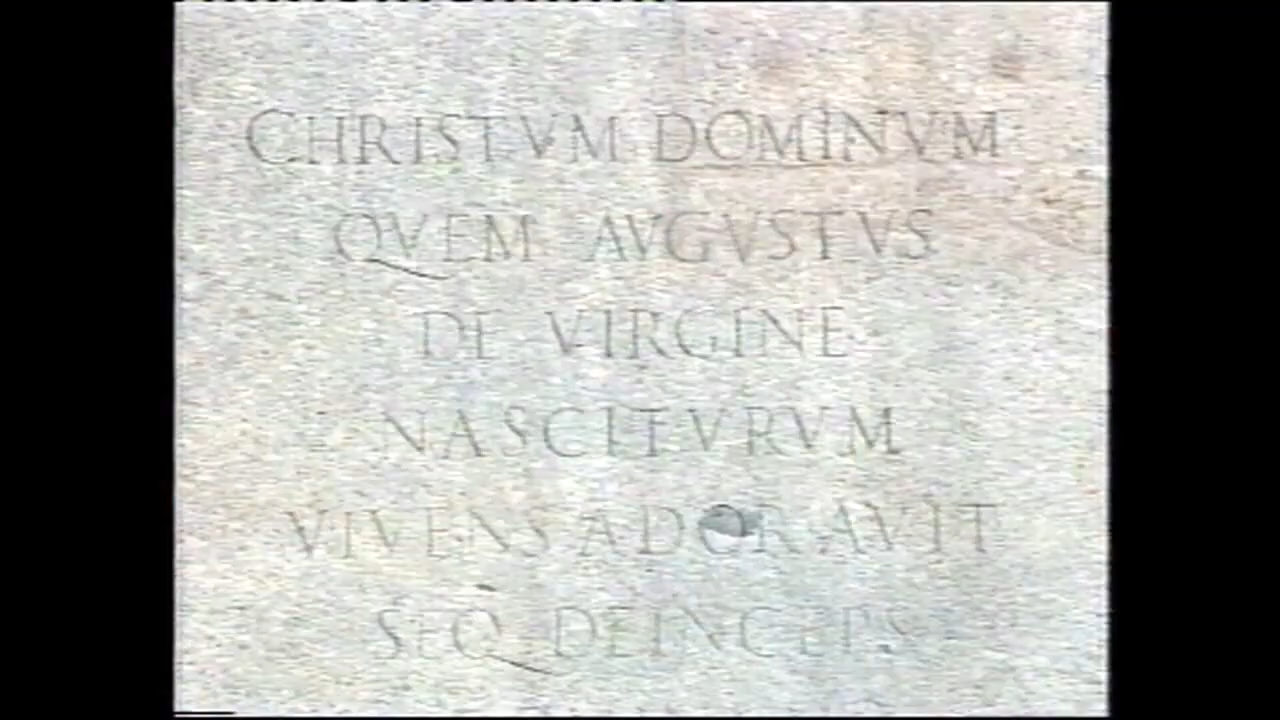 CHRISTVM DOMINVM
QVEM AVGVSTVS
DE VIRGINE
NASCITVRVM
VIVENS ADORAVIT
SEQ DEINCEPS